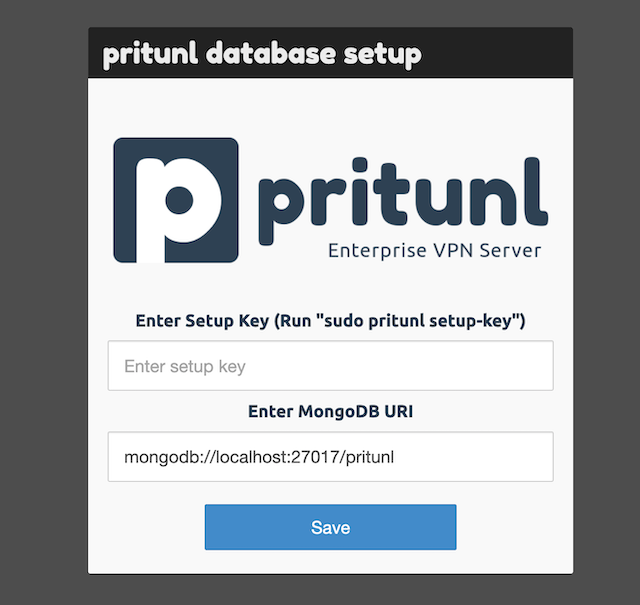 pritunl database setup
p pritunl
Enterprise VPN Server
Enter Setup Key (Run "sudo pritunl setup-key")
Enter setup key
Enter MongoDB URI
mongodb://localhost:27017/pritunl
Save